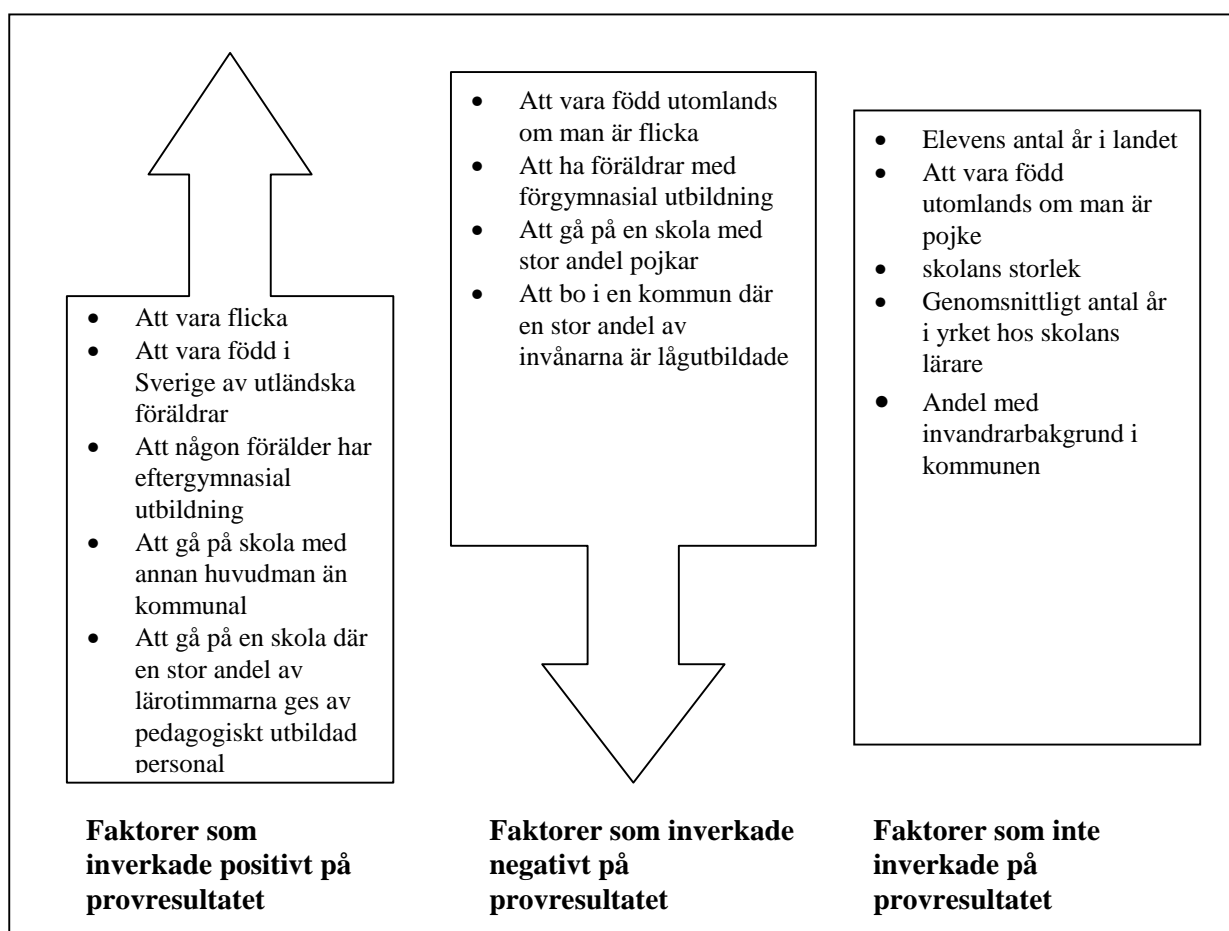 • Att vara flicka
• Att vara född i
Sverige av utländska
föräldrar
• Att någon förälder har
eftergymnasial
utbildning
• Att gå på skola med
annan huvudman än
kommunal
• Att gå på en skola där
en stor andel av
lärotimmarna ges av
pedagogiskt utbildad
personal
Faktorer som
inverkade positivt på
provresultatet
• Att vara född utomlands
om man är flicka
• Att ha föräldrar med
förgymnasial utbildning
• Att gå på en skola med
stor andel pojkar
• Att bo i en kommun där
en stor andel av
invånarna är lågutbildade
Faktorer som inverkade
negativt på
provresultatet
• Elevens antal år i landet
• Att vara född
utomlands om man är
pojke
• skolans storlek
• Genomsnittligt antal år
i yrket hos skolans
lärare
• Andel med
invandrarbakgrund i
kommunen
Faktorer som inte
inverkade på
provresultatet